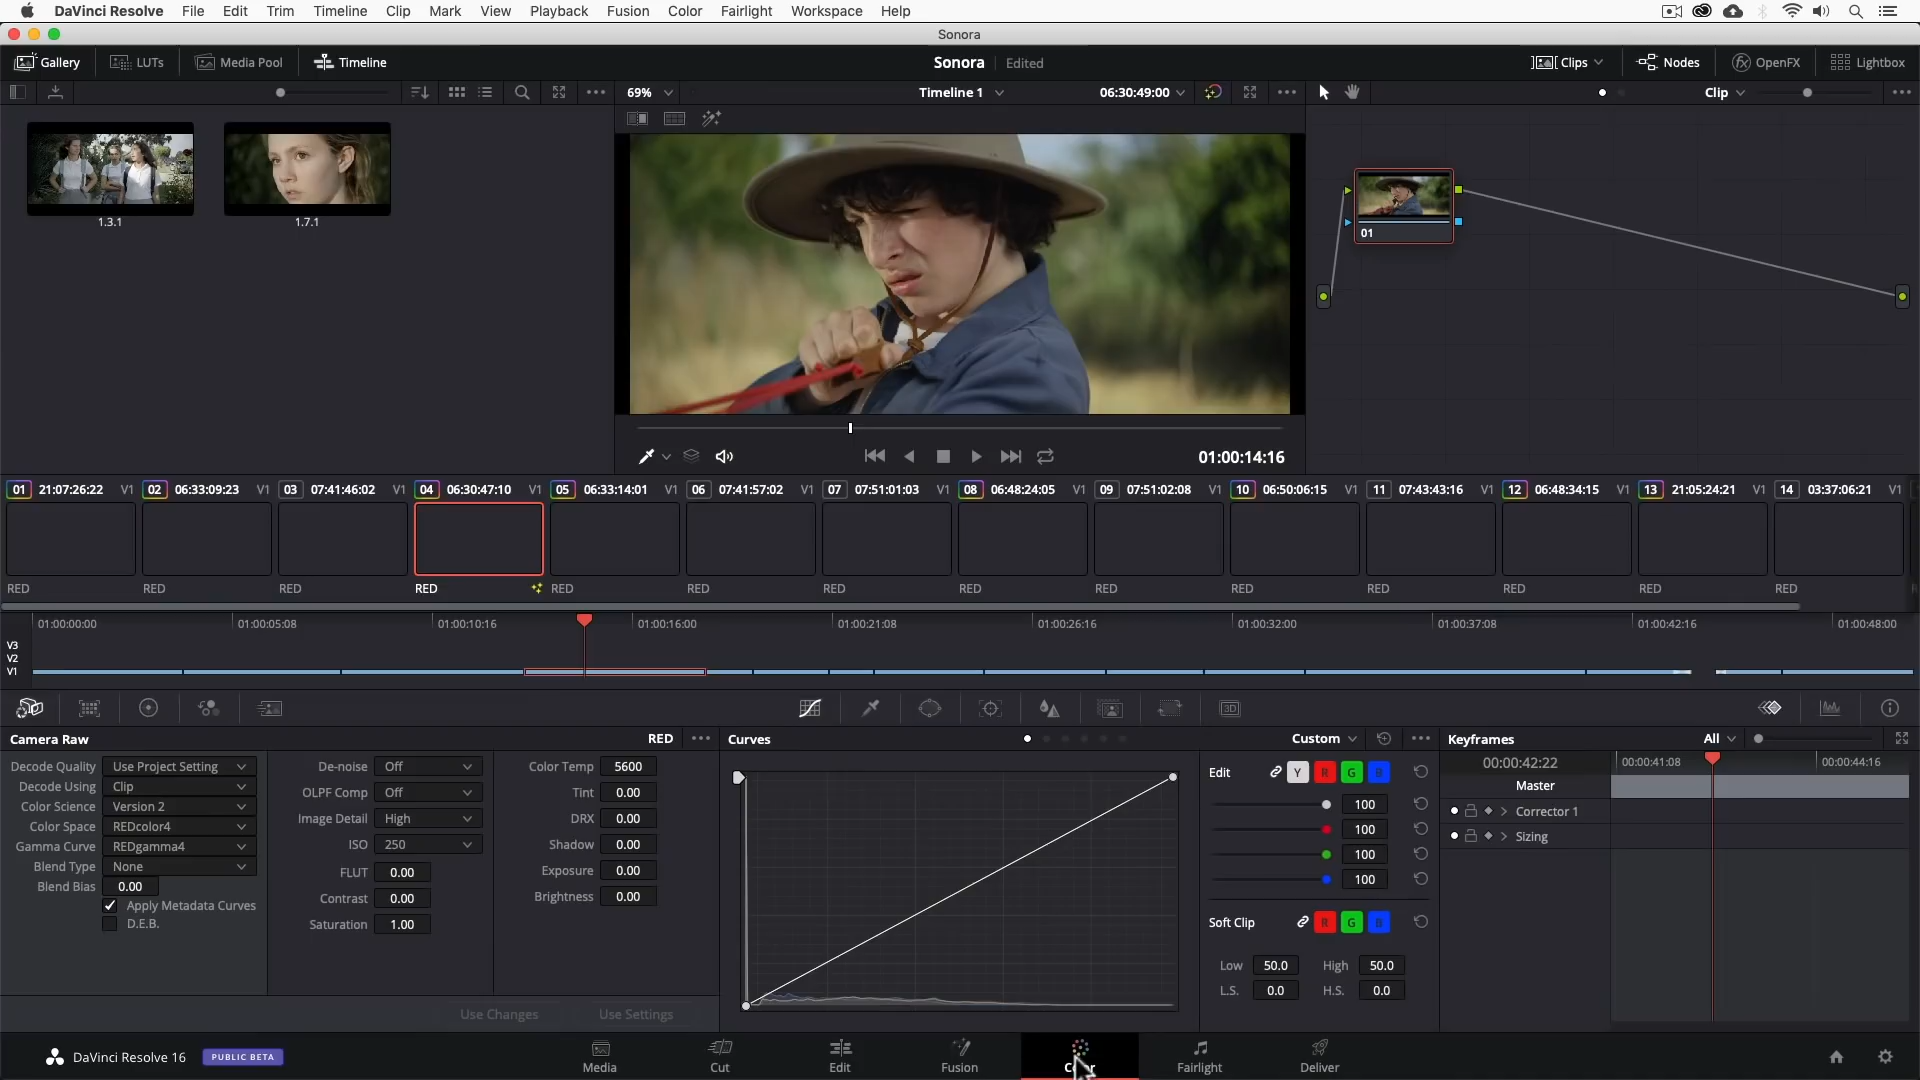 DaVinci Resolve File Edit Trim Timeline Clip Mark View Playback Fusion Color Fairlight Workspace Help
Sonora
Gallery LUTs Media Pool Timeline Sonora Edited Clips Nodes OpenFX Lightbox
69% Timeline 1 06:30:49:00 Clip
1.3.1 1.7.1
01
01:00:14:16
01 21:07:26:22 V1 02 06:33:09:23 V1 03 07:41:46:02 V1 04 06:30:47:10 V1 05 06:33:14:01 V1 06 07:41:57:02 V1 07 07:51:01:03 V1 08 06:48:24:05 V1 09 07:51:02:08 V1 10 06:50:06:15 V1 11 07:43:43:16 V1 12 06:48:34:15 V1 13 21:05:24:21 V1 14 03:37:06:21 V1
RED RED RED RED RED RED RED RED RED RED RED RED RED RED
01:00:00:00 01:00:05:08 01:00:10:16 01:00:16:00 01:00:21:08 01:00:26:16 01:00:32:00 01:00:37:08 01:00:42:16 01:00:48:00
V3
V2
V1
3D
Camera Raw RED
Decode Quality Use Project Setting
Decode Using Clip
Color Science Version 2
Color Space REDcolor4
Gamma Curve REDgamma4
Blend Type None
Blend Bias 0.00
Apply Metadata Curves
D.E.B.
De-noise Off
OLPF Comp Off
Image Detail High
ISO 250
FLUT 0.00
Contrast 0.00
Saturation 1.00
Color Temp 5600
Tint 0.00
DRX 0.00
Shadow 0.00
Exposure 0.00
Brightness 0.00
Use Changes Use Settings
Curves Custom
Edit Y R G B
100
100
100
100
Soft Clip R G B
Low 50.0 High 50.0
L.S. 0.0 H.S. 0.0
Keyframes All
00:00:42:22 00:00:41:08 00:00:44:16
Master
Corrector 1
Sizing
DaVinci Resolve 16 PUBLIC BETA Media Cut Edit Fusion Fairlight Deliver